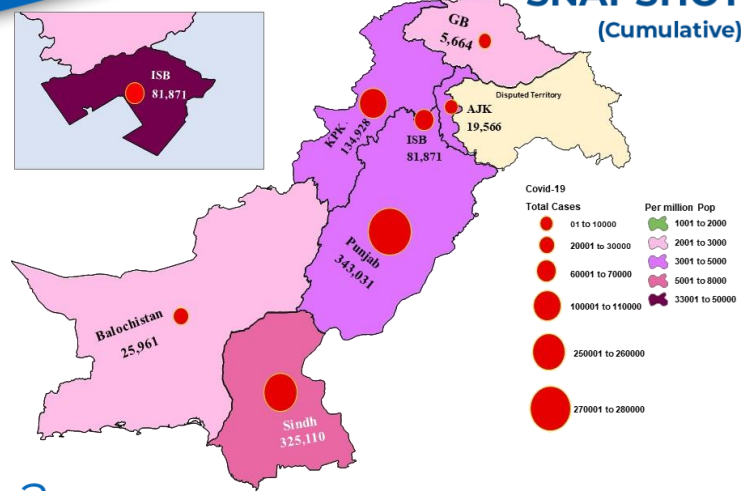 SNAPSHOT
(Cumulative)
ISB
81,871
GB
5,664
Disputed Territory
AJK
19,566
KPK
134,928
ISB
81,871
Punjab
343,031
Balochistan
25,961
Sindh
325,110
Covid-19
Total Cases
01 to 10000
20001 to 30000
60001 to 70000
100001 to 110000
250001 to 260000
270001 to 280000
Per million Pop
1001 to 2000
2001 to 3000
3001 to 5000
5001 to 8000
33001 to 50000